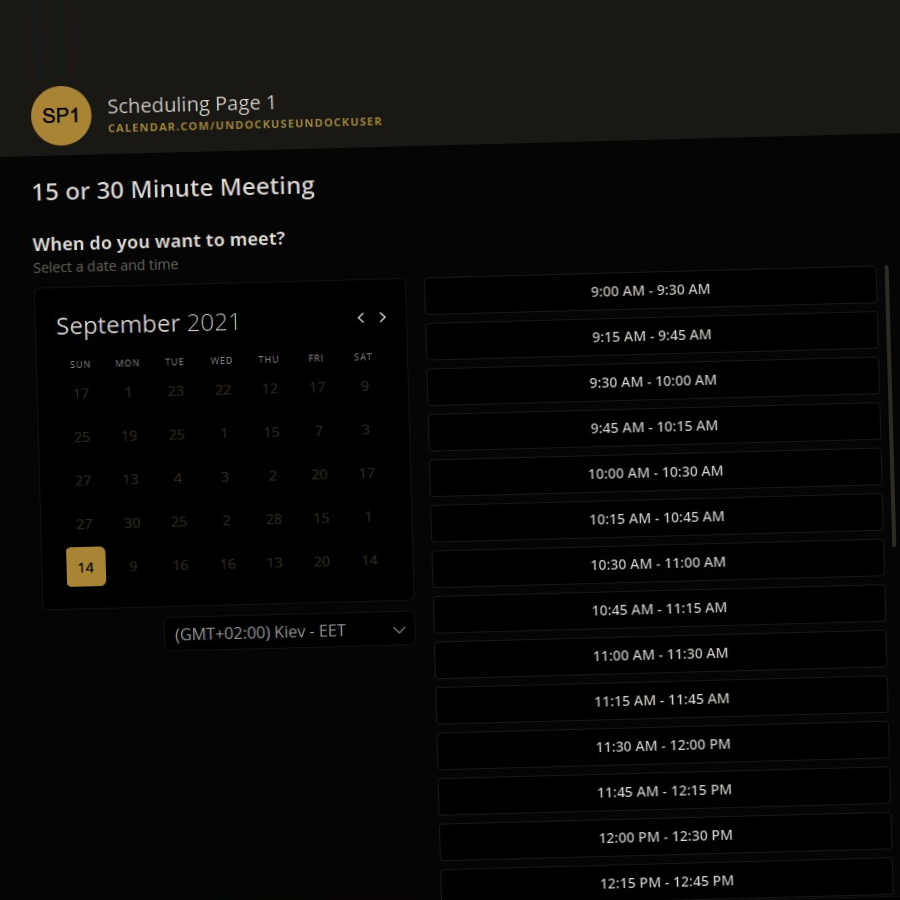 SP1
Scheduling Page 1
CALENDAR.COM/UNDOCKUSEUNDOCKUSER
15 or 30 Minute Meeting
When do you want to meet?
Select a date and time
September 2021
SUN MON TUE WED THU FRI SAT
17 1 23 22 12 17 9
25 19 25 1 15 7 3
27 13 4 3 2 20 17
27 30 25 2 28 15 1
14 9 16 16 13 20 14
(GMT+02:00) Kiev - EET
9:00 AM - 9:30 AM
9:15 AM - 9:45 AM
9:30 AM - 10:00 AM
9:45 AM - 10:15 AM
10:00 AM - 10:30 AM
10:15 AM - 10:45 AM
10:30 AM - 11:00 AM
10:45 AM - 11:15 AM
11:00 AM - 11:30 AM
11:15 AM - 11:45 AM
11:30 AM - 12:00 PM
11:45 AM - 12:15 PM
12:00 PM - 12:30 PM
12:15 PM - 12:45 PM